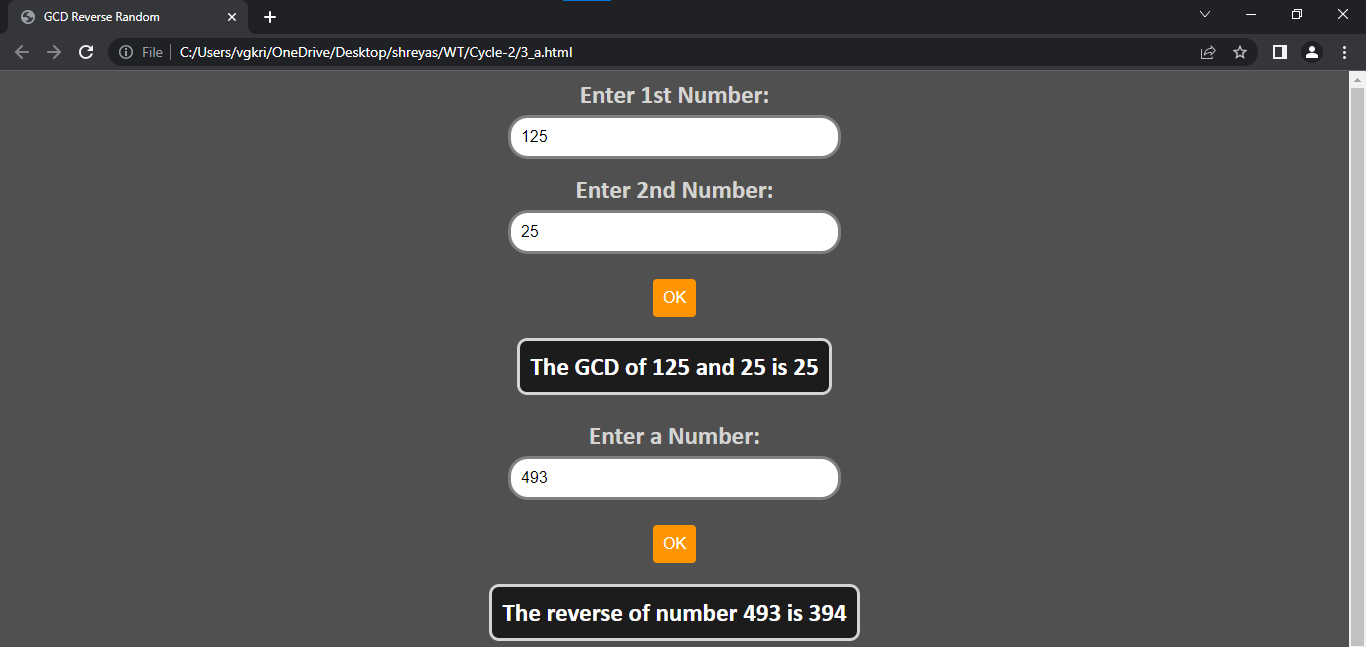 GCD Reverse Random
File
C:/Users/vgkri/OneDrive/Desktop/shreyas/WT/Cycle-2/3_a.html
Enter 1st Number:
125
Enter 2nd Number:
25
OK
The GCD of 125 and 25 is 25
Enter a Number:
493
OK
The reverse of number 493 is 394